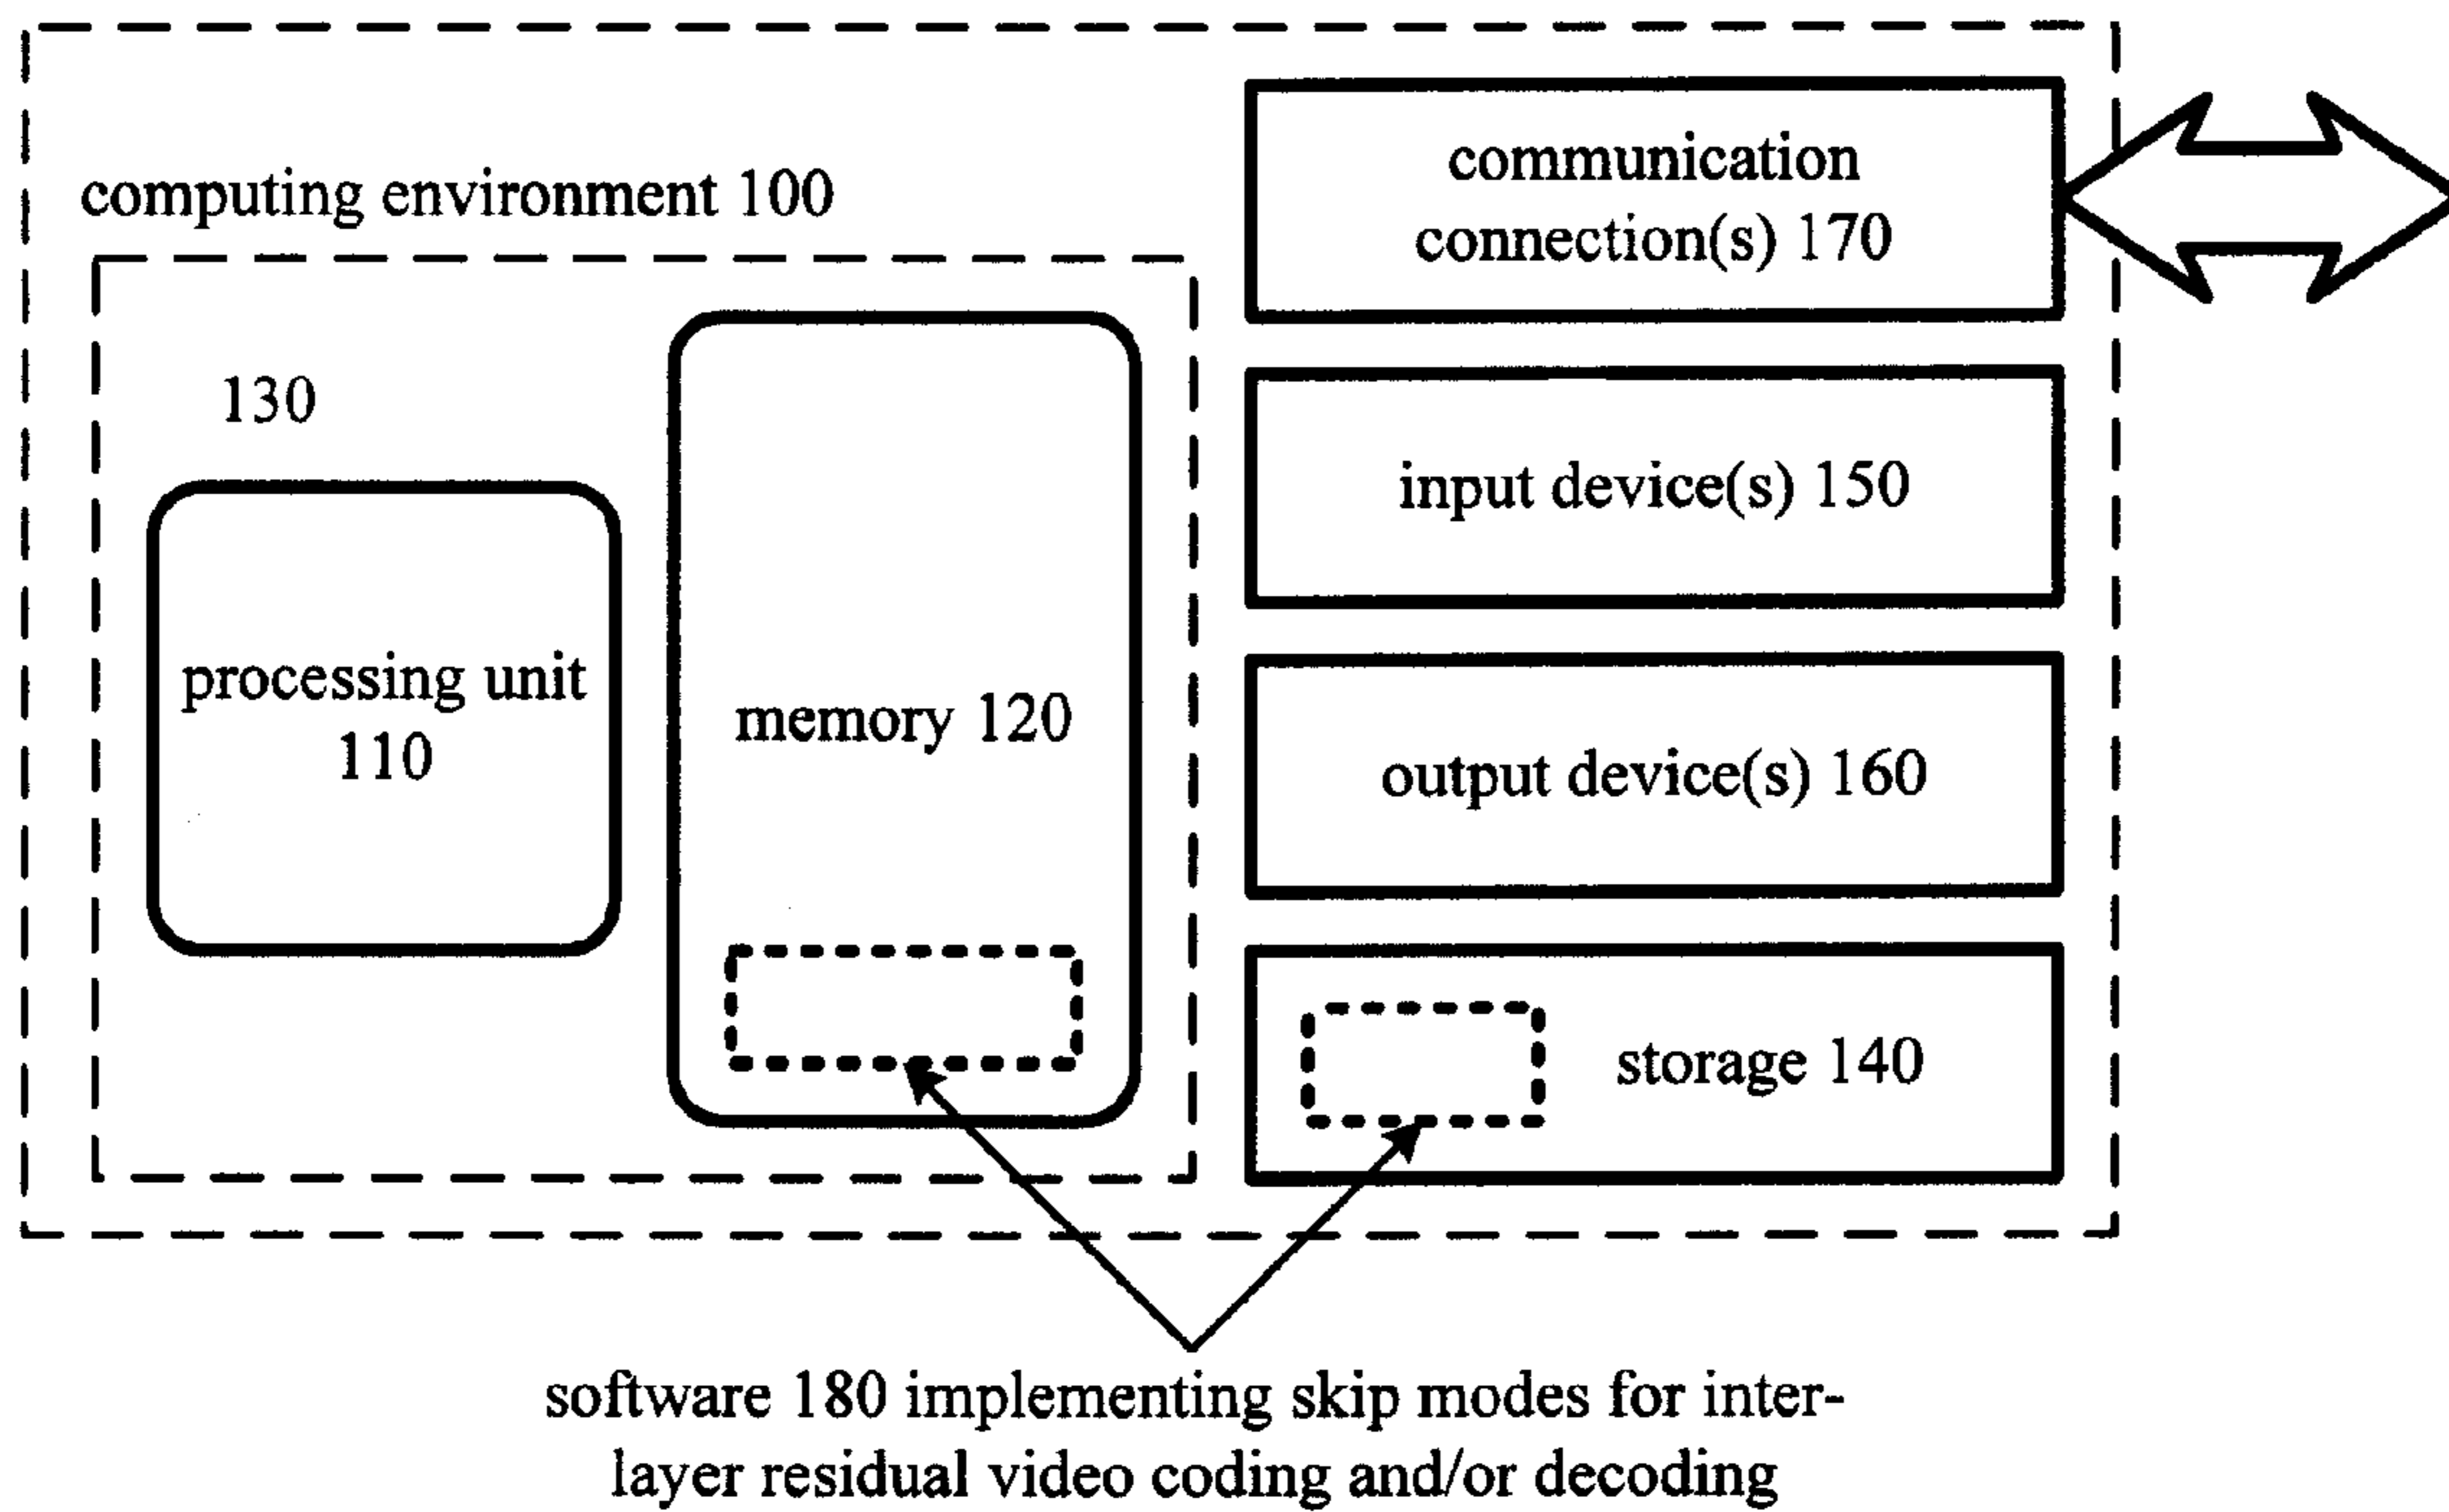 computing environment 100
130
processing unit
110
memory 120
communication
connection(s) 170
input device(s) 150
output device(s) 160
storage 140
software 180 implementing skip modes for inter-
layer residual video coding and/or decoding